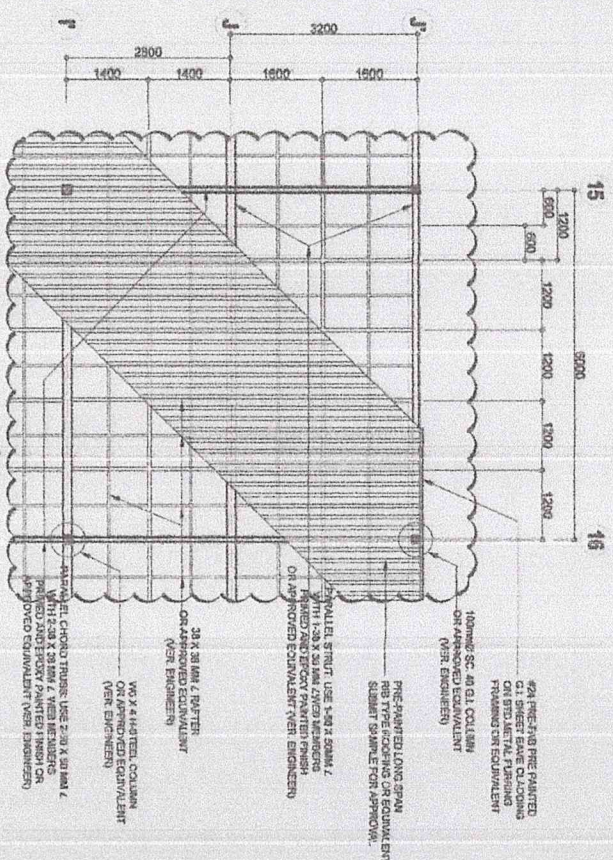 15
16
6000
1200
600
600
1200
1200
1200
1200
3200
2800
1400
1400
1600
1600
J'
J
I'
#24 PRE-FAB PRE PAINTED
G.I. SHEET EAVE CLADDING
ON STD.METAL FURRING
FRAMING OR EQUIVALENT
100mmØ SC. 40 G.I. COLUMN
OR APPROVED EQUIVALENT
(VER. ENGINEER)
PRE-PAINTED LONG SPAN
RIB TYPE ROOFING OR EQUIVALENT
SUBMIT SAMPLE FOR APPROVAL
PARALLEL STRUT: USE 1-50 X 50MM L
WITH 1-38 X 38 MM L WEB MEMBERS
PRIMED AND EPOXY PAINTED FINISH
OR APPROVED EQUIVALENT (VER. ENGINEER)
38 X 38 MM L RAFTER
OR APPROVED EQUIVALENT
(VER. ENGINEER)
W6 X 4 H-STEEL COLUMN
OR APPROVED EQUIVALENT
(VER. ENGINEER)
PARALLEL CHORD TRUSS: USE X 50 MM L
WITH 2-38 X 38 MM L WEB MEMBERS
PRIMED AND EPOXY PAINTED FINISH OR
APPROVED EQUIVALENT (VER. ENGINEER)